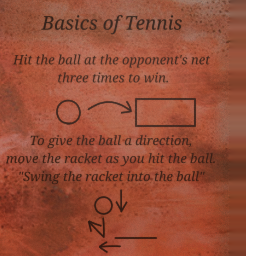 Basics of Tennis
Hit the ball at the opponent's net
three times to win.
To give the ball a direction,
move the racket as you hit the ball.
"Swing the racket into the ball"